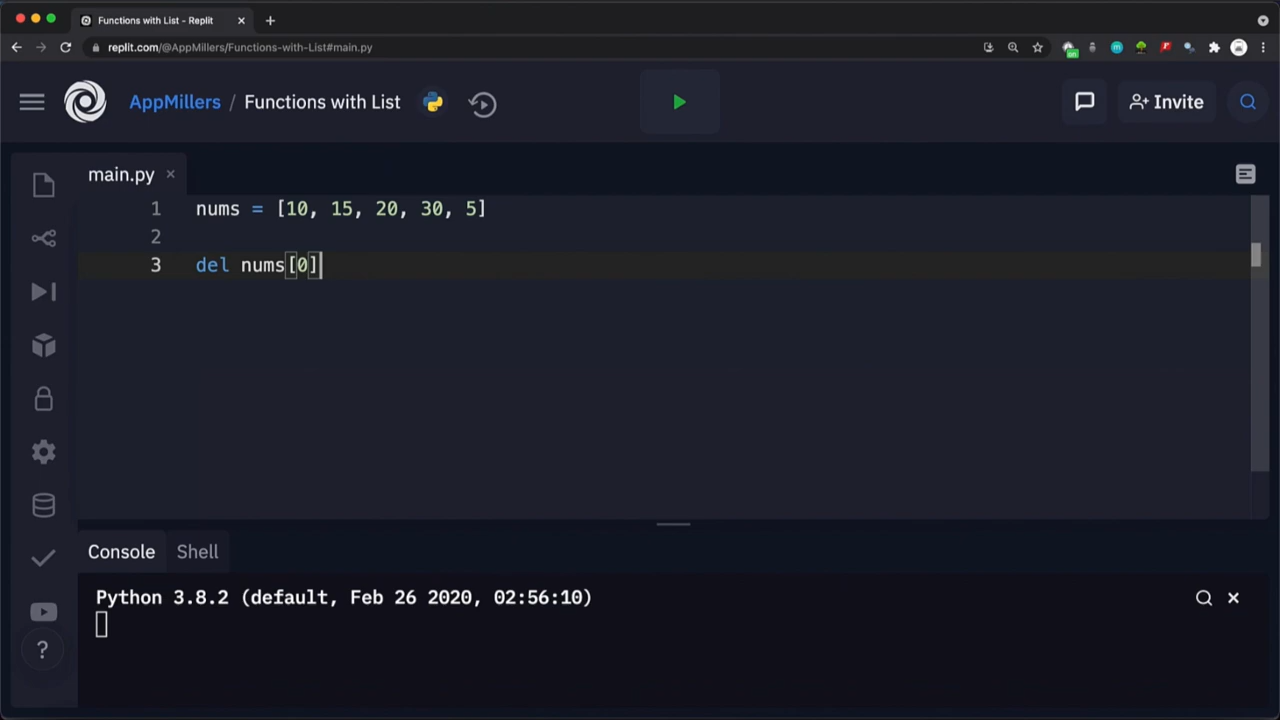 Functions with List - Replit
replit.com/@AppMillers/Functions-with-List#main.py
AppMillers / Functions with List
Invite
main.py
1 nums = [10, 15, 20, 30, 5]
2
3 del nums[0]
Console Shell
Python 3.8.2 (default, Feb 26 2020, 02:56:10)
?